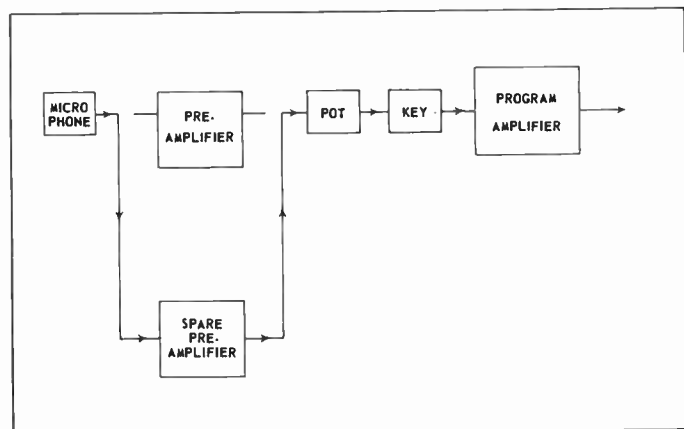 MICRO
PHONE
PRE-
AMPLIFIER
POT
KEY
PROGRAM
AMPLIFIER
SPARE
PRE-
AMPLIFIER